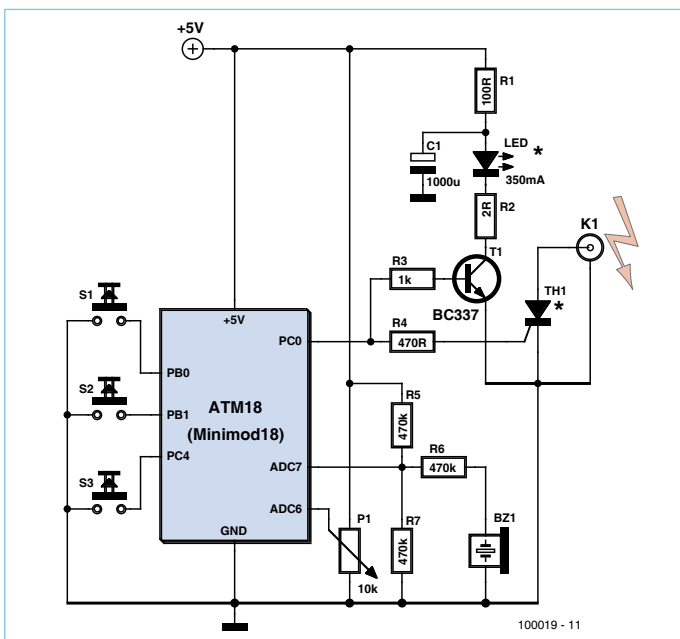 +5V
100R
R1
C1
1000u
LED
*
350mA
2R
R2
K1
T1
R3
1k
BC337
TH1
*
S1
+5V
PC0
R4
470R
PB0
S2
PB1
ATM18
(Minimod18)
R5
470k
R6
470k
S3
PC4
ADC7
ADC6
P1
10k
R7
470k
BZ1
GND
100019 - 11